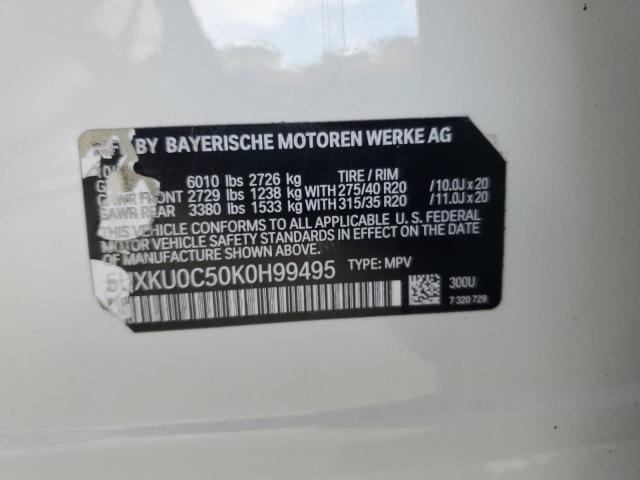 BY BAYERISCHE MOTOREN WERKE AG
6010 lbs 2726 kg TIRE / RIM
FRONT 2729 lbs 1238 kg WITH 275/40 R20 /10.0J x 20
GAWR REAR 3380 lbs 1533 kg WITH 315/35 R20 /11.0J x 20
THIS VEHICLE CONFORMS TO ALL APPLICABLE U. S. FEDERAL
MOTOR VEHICLE SAFETY STANDARDS IN EFFECT ON THE DATE
OF MANUFACTURE SHOWN ABOVE.
5UXKU0C50K0H99495 TYPE: MPV
300U
7 320 729